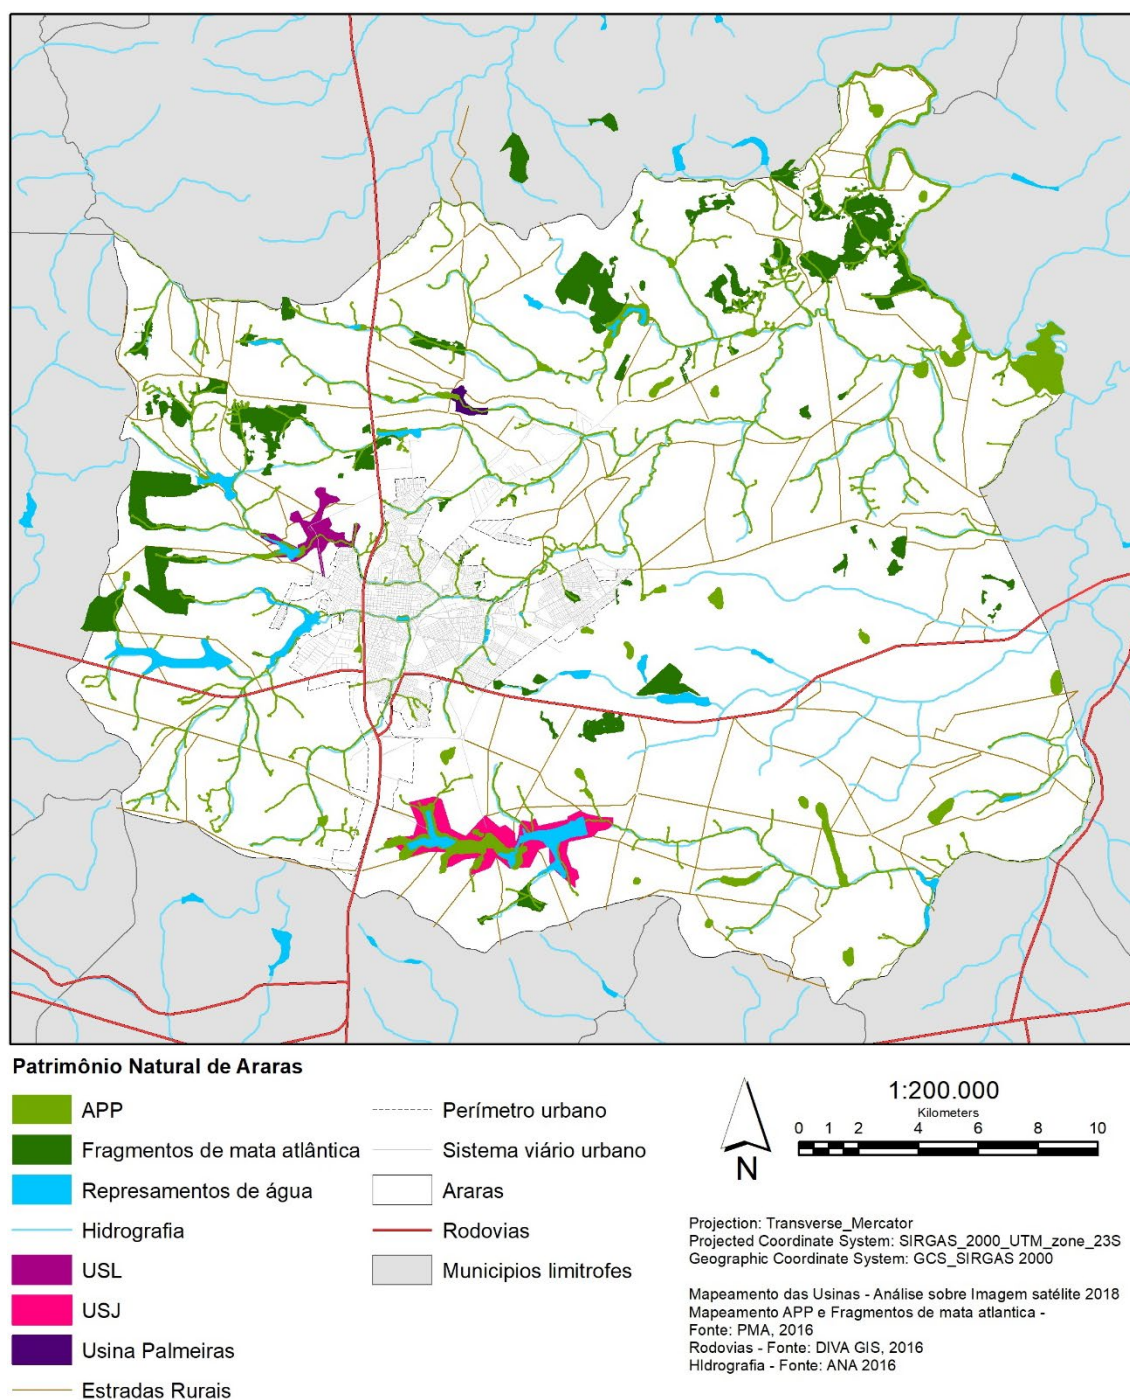 Patrimônio Natural de Araras
APP
Fragmentos de mata atlântica
Represamentos de água
Hidrografia
USL
USJ
Usina Palmeiras
Estradas Rurais
Perímetro urbano
Sistema viário urbano
Araras
Rodovias
Municipios limitrofes
N
1:200.000
Kilometers
0 1 2 4 6 8 10
Projection: Transverse_Mercator
Projected Coordinate System: SIRGAS_2000_UTM_zone_23S
Geographic Coordinate System: GCS_SIRGAS 2000
Mapeamento das Usinas - Análise sobre Imagem satélite 2018
Mapeamento APP e Fragmentos de mata atlantica -
Fonte: PMA, 2016
Rodovias - Fonte: DIVA GIS, 2016
HIdrografia - Fonte: ANA 2016